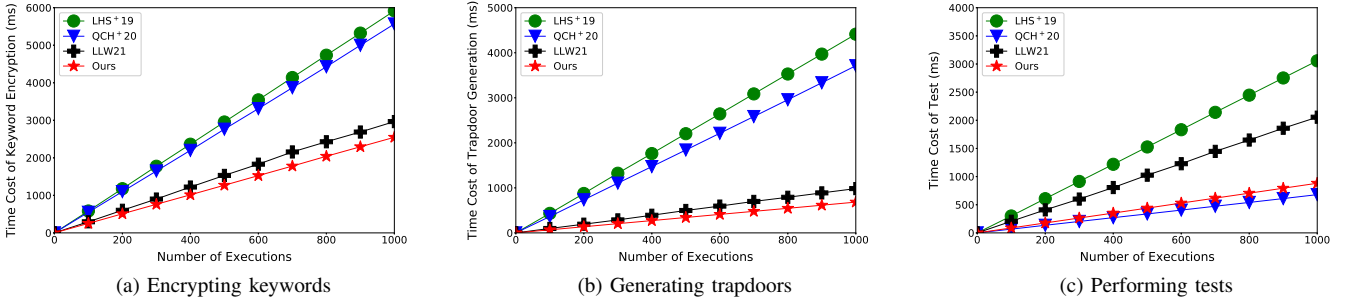 Time Cost of Keyword Encryption (ms)
6000
5000
4000
3000
2000
1000
0
0 200 400 600 800 1000
Number of Executions
LHS+19
QCH+20
LLW21
Ours
(a) Encrypting keywords
Time Cost of Trapdoor Generation (ms)
5000
4000
3000
2000
1000
0
0 200 400 600 800 1000
Number of Executions
LHS+19
QCH+20
LLW21
Ours
(b) Generating trapdoors
Time Cost of Test (ms)
4000
3500
3000
2500
2000
1500
1000
500
0
0 200 400 600 800 1000
Number of Executions
LHS+19
QCH+20
LLW21
Ours
(c) Performing tests